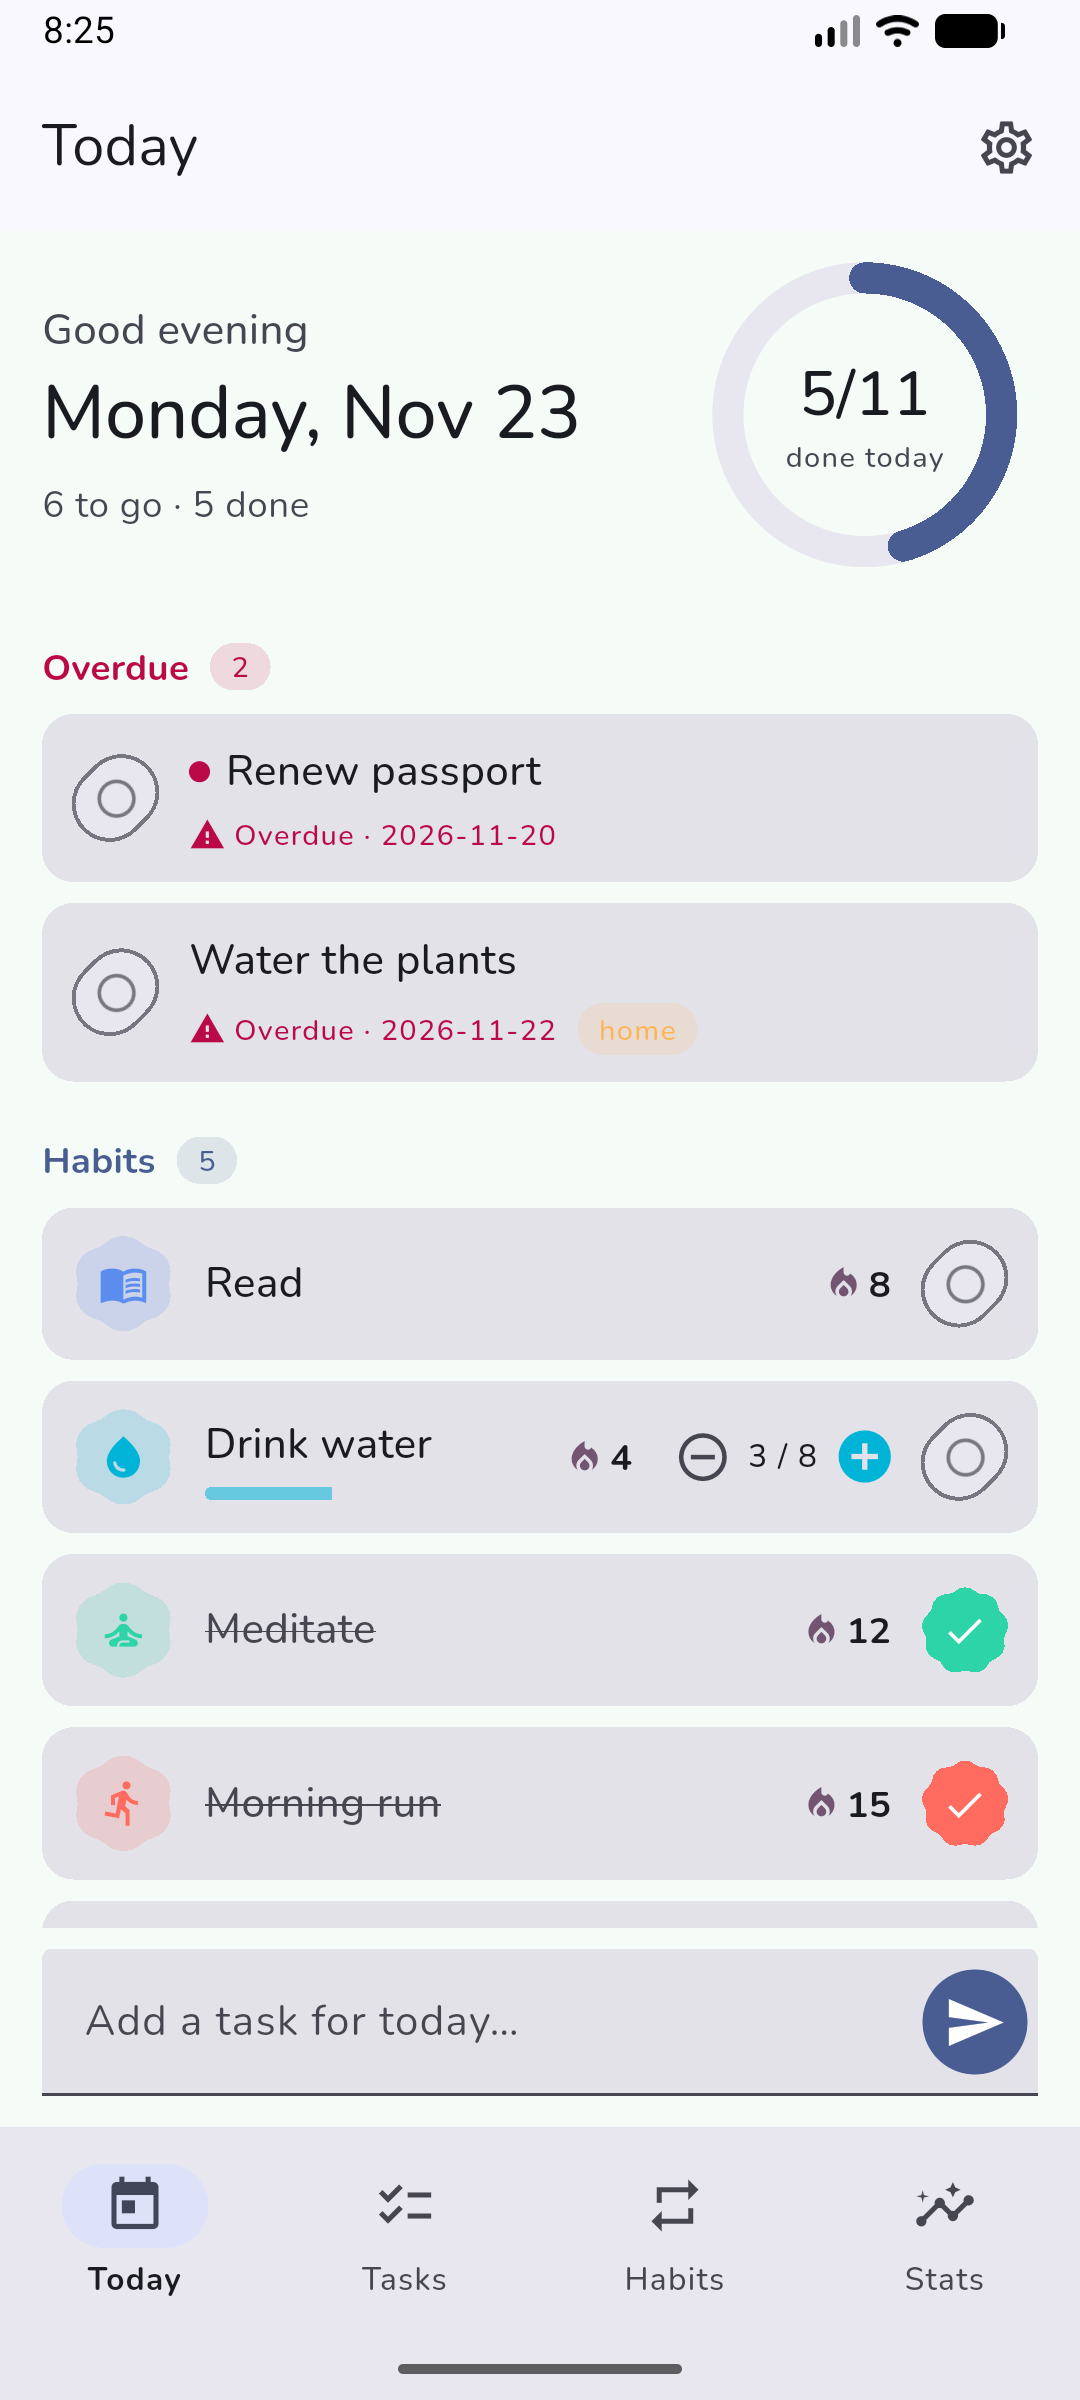 8:25
Today
Good evening
Monday, Nov 23
6 to go · 5 done
5/11
done today
Overdue 2
Renew passport
Overdue · 2026-11-20
Water the plants
Overdue · 2026-11-22 home
Habits 5
Read 8
Drink water 4 3 / 8
Meditate 12
Morning run 15
Add a task for today...
Today Tasks Habits Stats